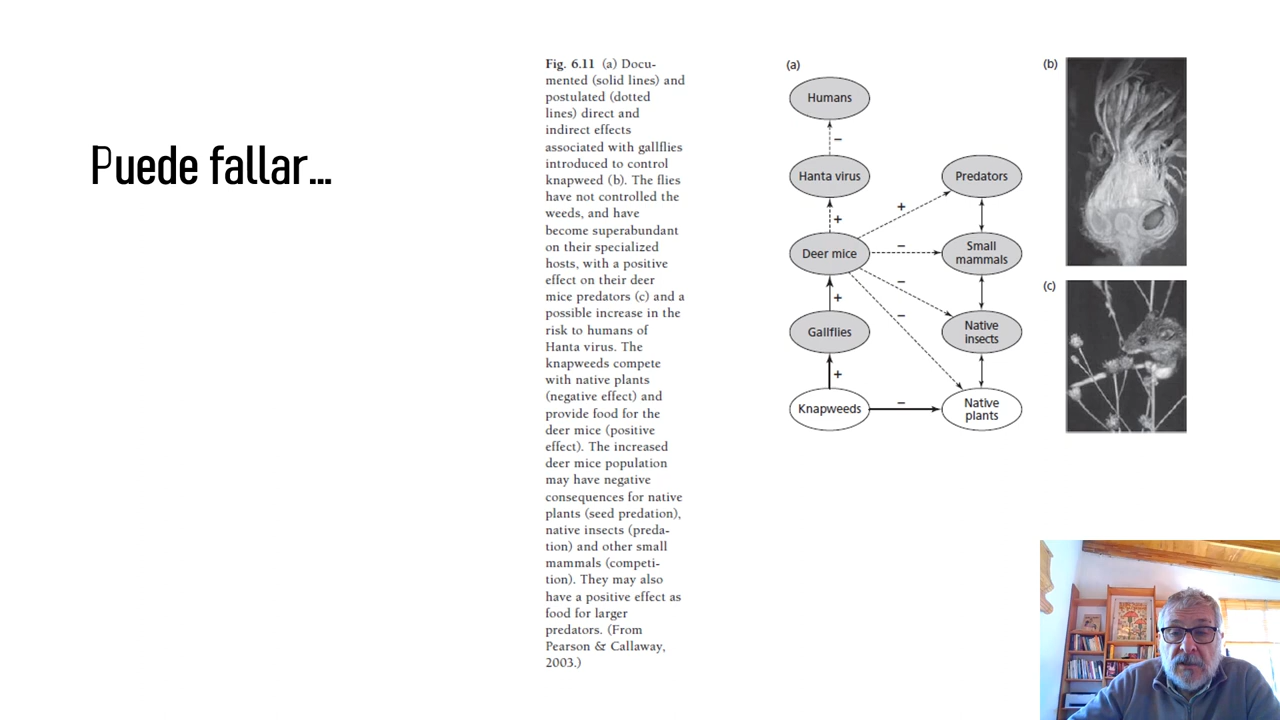 Puede fallar...
Fig. 6.11 (a) Docu-
mented (solid lines) and
postulated (dotted
lines) direct and
indirect effects
associated with gallflies
introduced to control
knapweed (b). The flies
have not controlled the
weeds, and have
become superabundant
on their specialized
hosts, with a positive
effect on their deer
mice predators (c) and a
possible increase in the
risk to humans of
Hanta virus. The
knapweeds compete
with native plants
(negative effect) and
provide food for the
deer mice (positive
effect). The increased
deer mice population
may have negative
consequences for native
plants (seed predation),
native insects (preda-
tion) and other small
mammals (competi-
tion). They may also
have a positive effect as
food for larger
predators. (From
Pearson & Callaway,
2003.)
(a)
Humans
−
Hanta virus
Predators
+
+
Deer mice
−
Small
mammals
−
+
−
Gallflies
Native
insects
+
Knapweeds
−
Native
plants
(b)
(c)